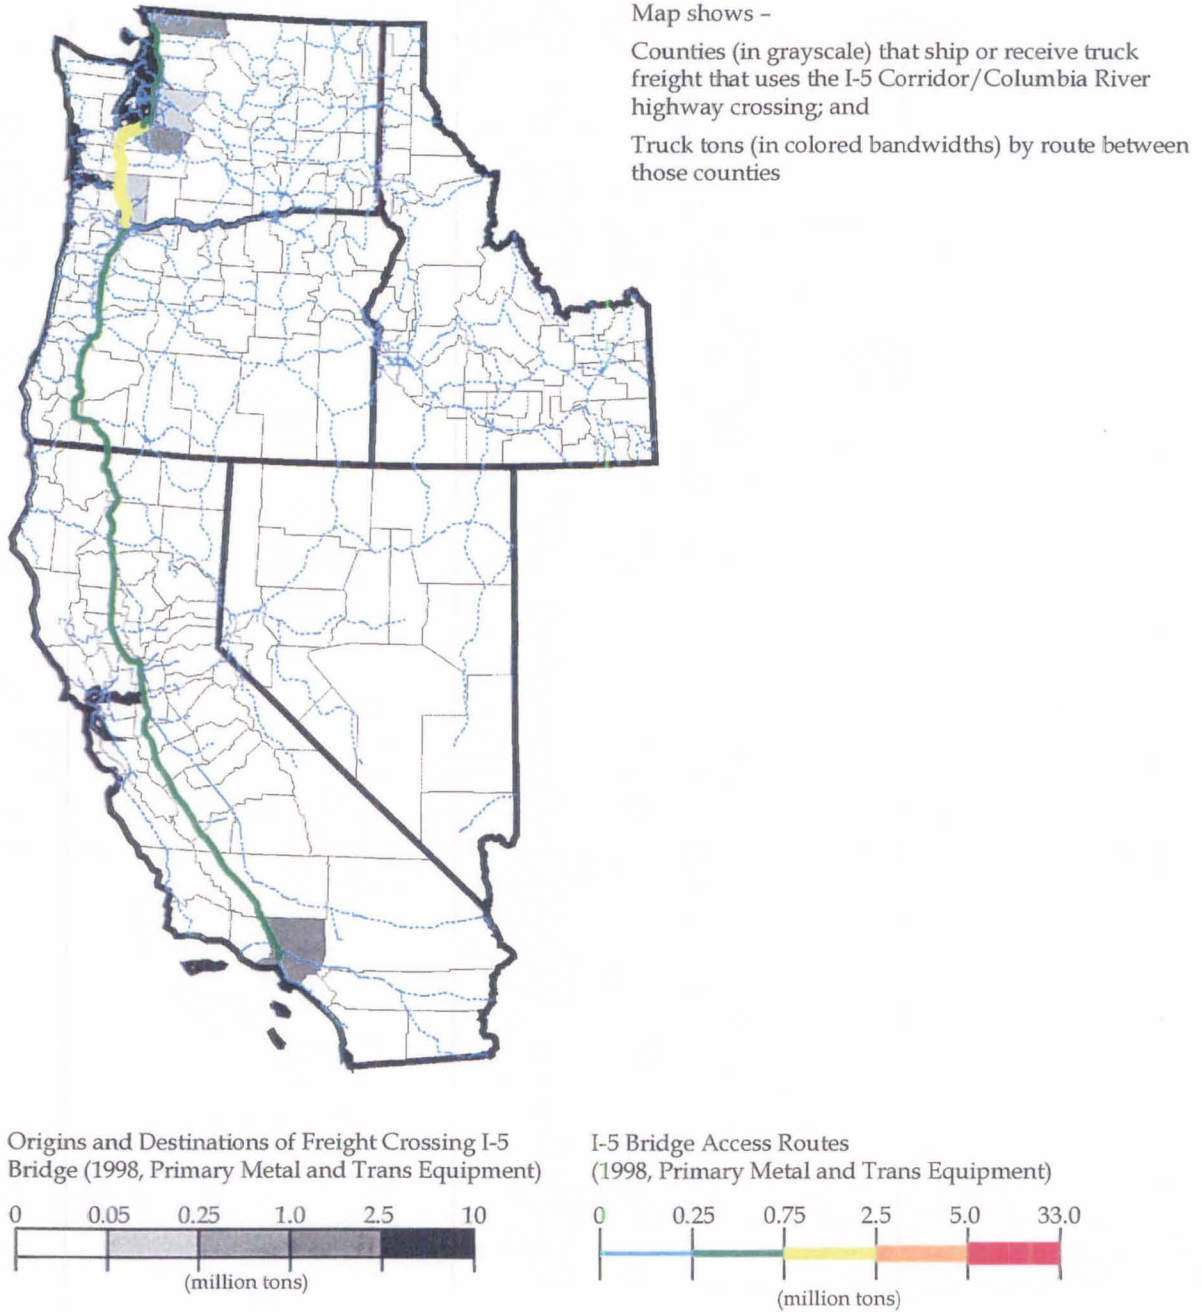 Map shows –
Counties (in grayscale) that ship or receive truck
freight that uses the I-5 Corridor/Columbia River
highway crossing; and
Truck tons (in colored bandwidths) by route between
those counties
Origins and Destinations of Freight Crossing I-5
Bridge (1998, Primary Metal and Trans Equipment)
0 0.05 0.25 1.0 2.5 10
(million tons)
I-5 Bridge Access Routes
(1998, Primary Metal and Trans Equipment)
0 0.25 0.75 2.5 5.0 33.0
(million tons)